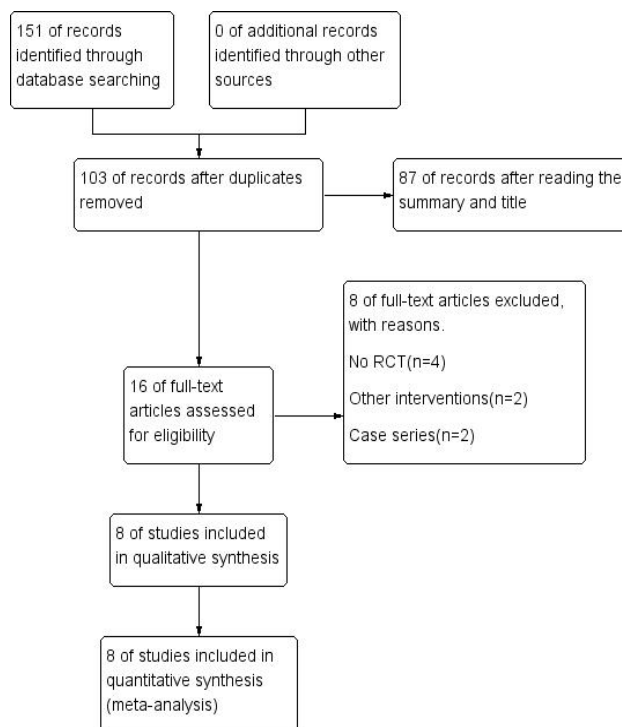 151 of records
identified through
database searching
0 of additional records
identified through other
sources
103 of records after duplicates
removed
87 of records after reading the
summary and title
8 of full-text articles excluded,
with reasons.
No RCT(n=4)
Other interventions(n=2)
Case series(n=2)
16 of full-text
articles assessed
for eligibility
8 of studies included
in qualitative synthesis
8 of studies included in
quantitative synthesis
(meta-analysis)